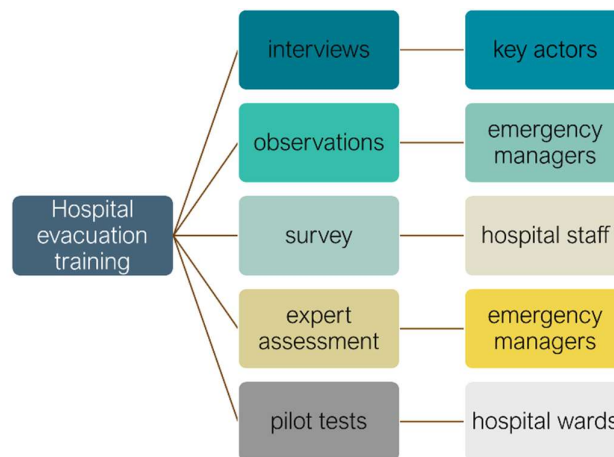 interviews
key actors
observations
emergency
managers
Hospital
evacuation
training
survey
hospital staff
expert
assessment
emergency
managers
pilot tests
hospital wards